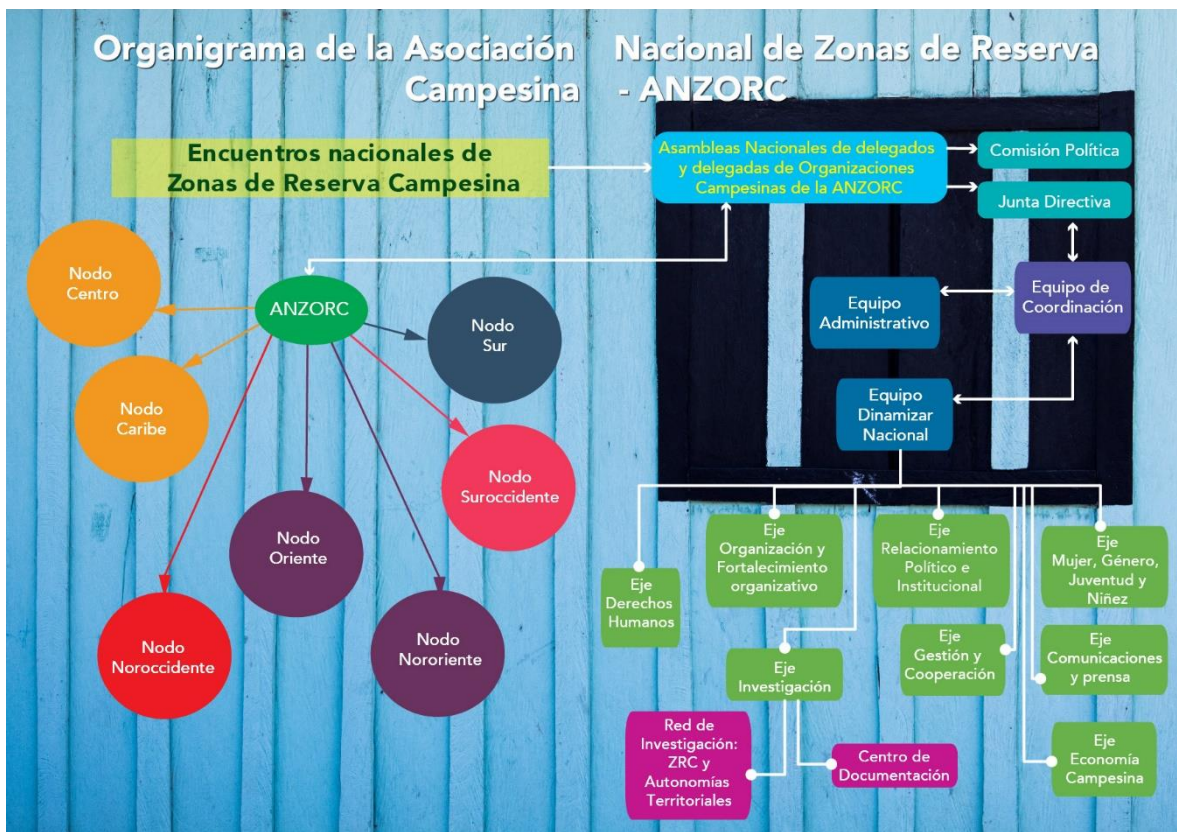 Organigrama de la Asociación Nacional de Zonas de Reserva
Campesina - ANZORC
Encuentros nacionales de
Zonas de Reserva Campesina
Asambleas Nacionales de delegados
y delegadas de Organizaciones
Campesinas de la ANZORC
Comisión Política
Junta Directiva
Equipo de
Coordinación
Equipo
Administrativo
Equipo
Dinamizar
Nacional
ANZORC
Nodo
Centro
Nodo
Caribe
Nodo
Sur
Nodo
Suroccidente
Nodo
Oriente
Nodo
Noroccidente
Nodo
Nororiente
Eje
Derechos
Humanos
Eje
Organización y
Fortalecimiento
organizativo
Eje
Relacionamiento
Político e
Institucional
Eje
Mujer, Género,
Juventud y
Niñez
Eje
Investigación
Eje
Gestión y
Cooperación
Eje
Comunicaciones
y prensa
Red de
Investigación:
ZRC y
Autonomías
Territoriales
Centro de
Documentación
Eje
Economía
Campesina